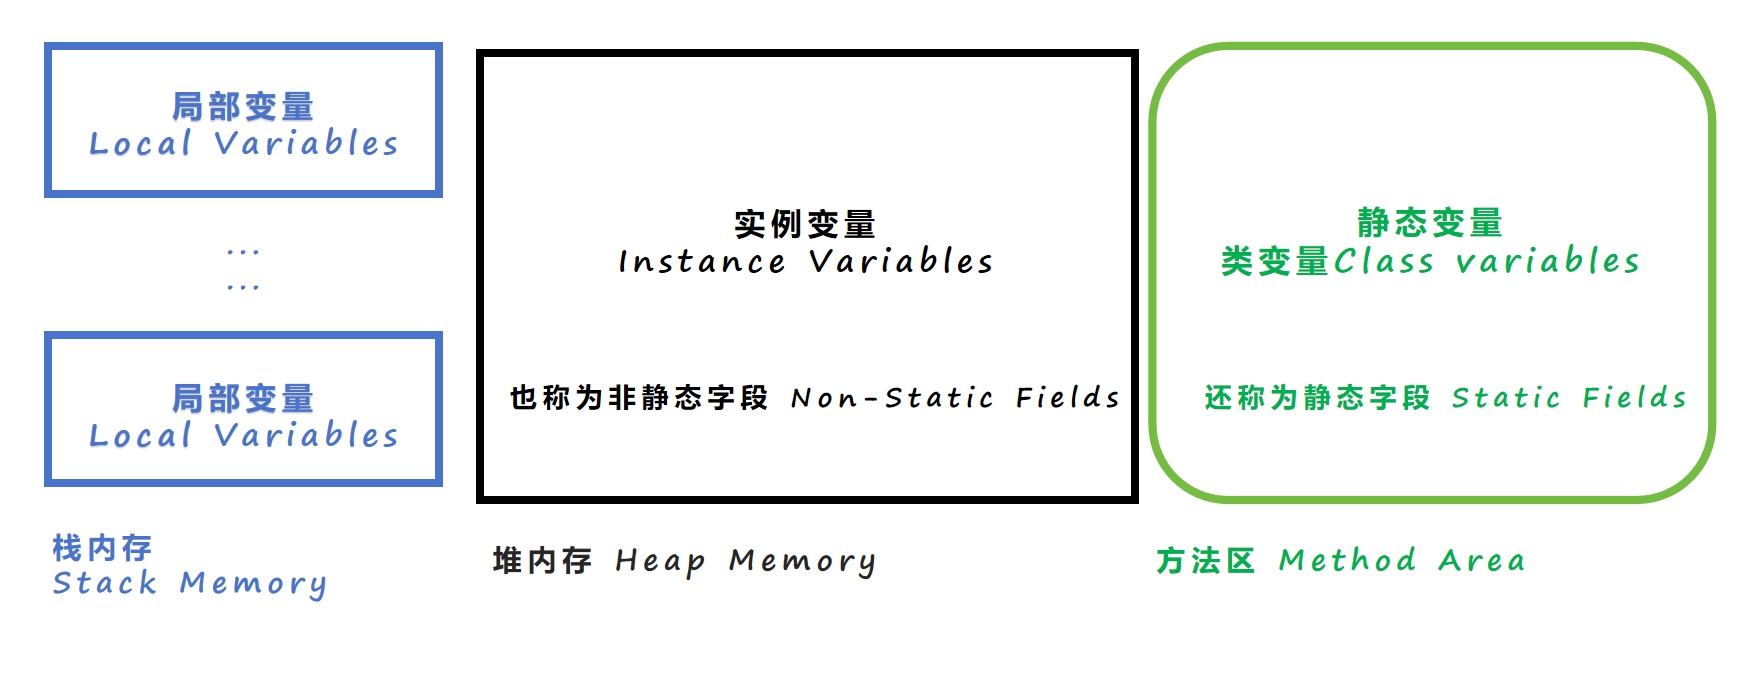 局部变量
Local Variables
...
...
局部变量
Local Variables
栈内存
Stack Memory
实例变量
Instance Variables
也称为非静态字段 Non-Static Fields
堆内存 Heap Memory
静态变量
类变量Class variables
还称为静态字段 Static Fields
方法区 Method Area